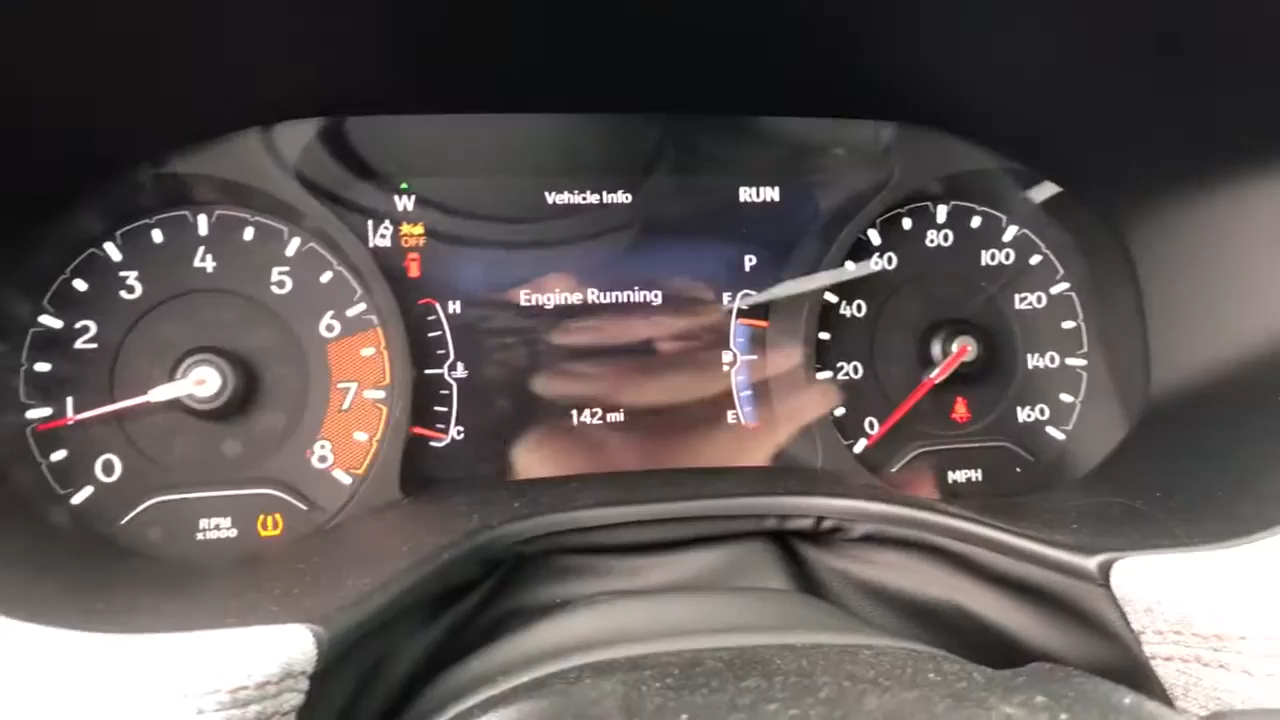 W
Vehicle Info
RUN
OFF
P
Engine Running
142 mi
H
C
F
E
0
1
2
3
4
5
6
7
8
RPM
x1000
0
20
40
60
80
100
120
140
160
MPH